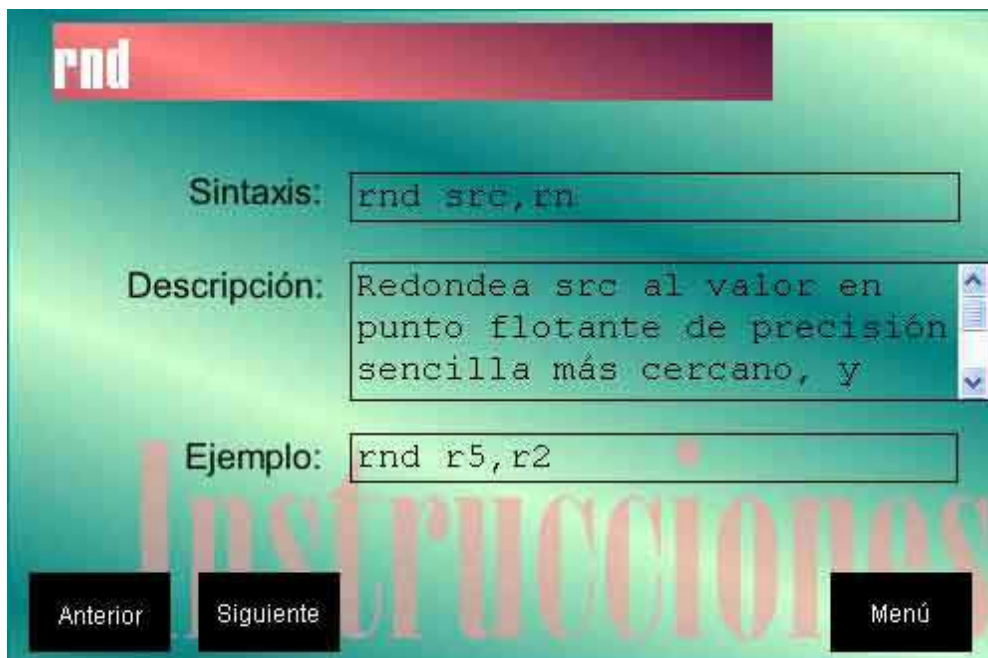 rnd
Sintaxis: rnd src,rn
Descripción: Redondea src al valor en
punto flotante de precisión
sencilla más cercano, y
Ejemplo: rnd r5,r2
Instrucciones
Anterior Siguiente Menú